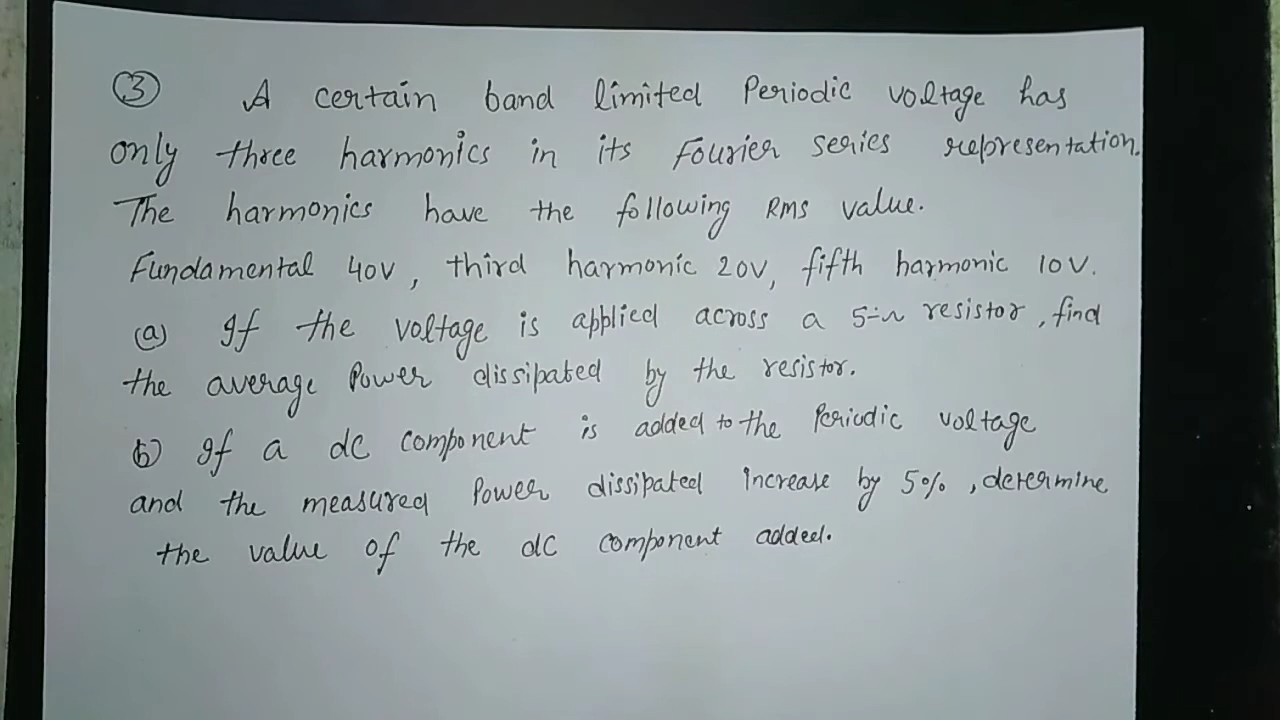 ③ A certain band limited Periodic voltage has
only three harmonics in its Fourier series representation.
The harmonics have the following RMS value.
Fundamental 40V, third harmonic 20V, fifth harmonic 10V.
(a) If the voltage is applied across a 5-Ω resistor, find
the average Power dissipated by the resistor.
(b) If a dc component is added to the Periodic voltage
and the measured Power dissipated increase by 5%, determine
the value of the dc component added.